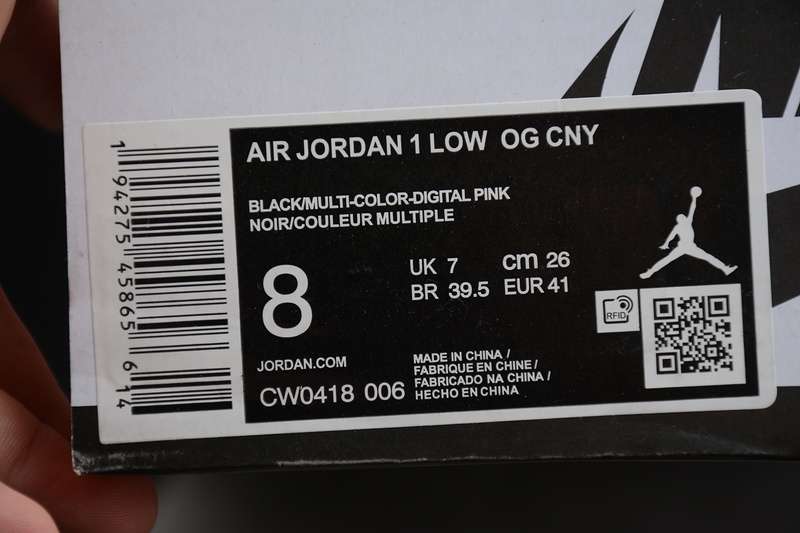 AIR JORDAN 1 LOW OG CNY
BLACK/MULTI-COLOR-DIGITAL PINK
NOIR/COULEUR MULTIPLE
8
UK 7 cm 26
BR 39.5 EUR 41
RFID
JORDAN.COM
CW0418 006
MADE IN CHINA /
FABRIQUE EN CHINE /
FABRICADO NA CHINA /
HECHO EN CHINA
1 94275 45865 6 14